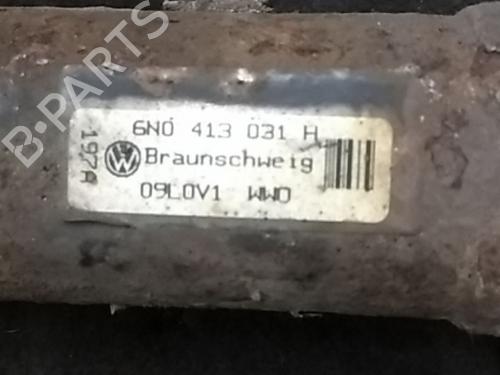 B-PARTS
6N0 413 031 H
197A
Braunschweig
09L0V1 WW0